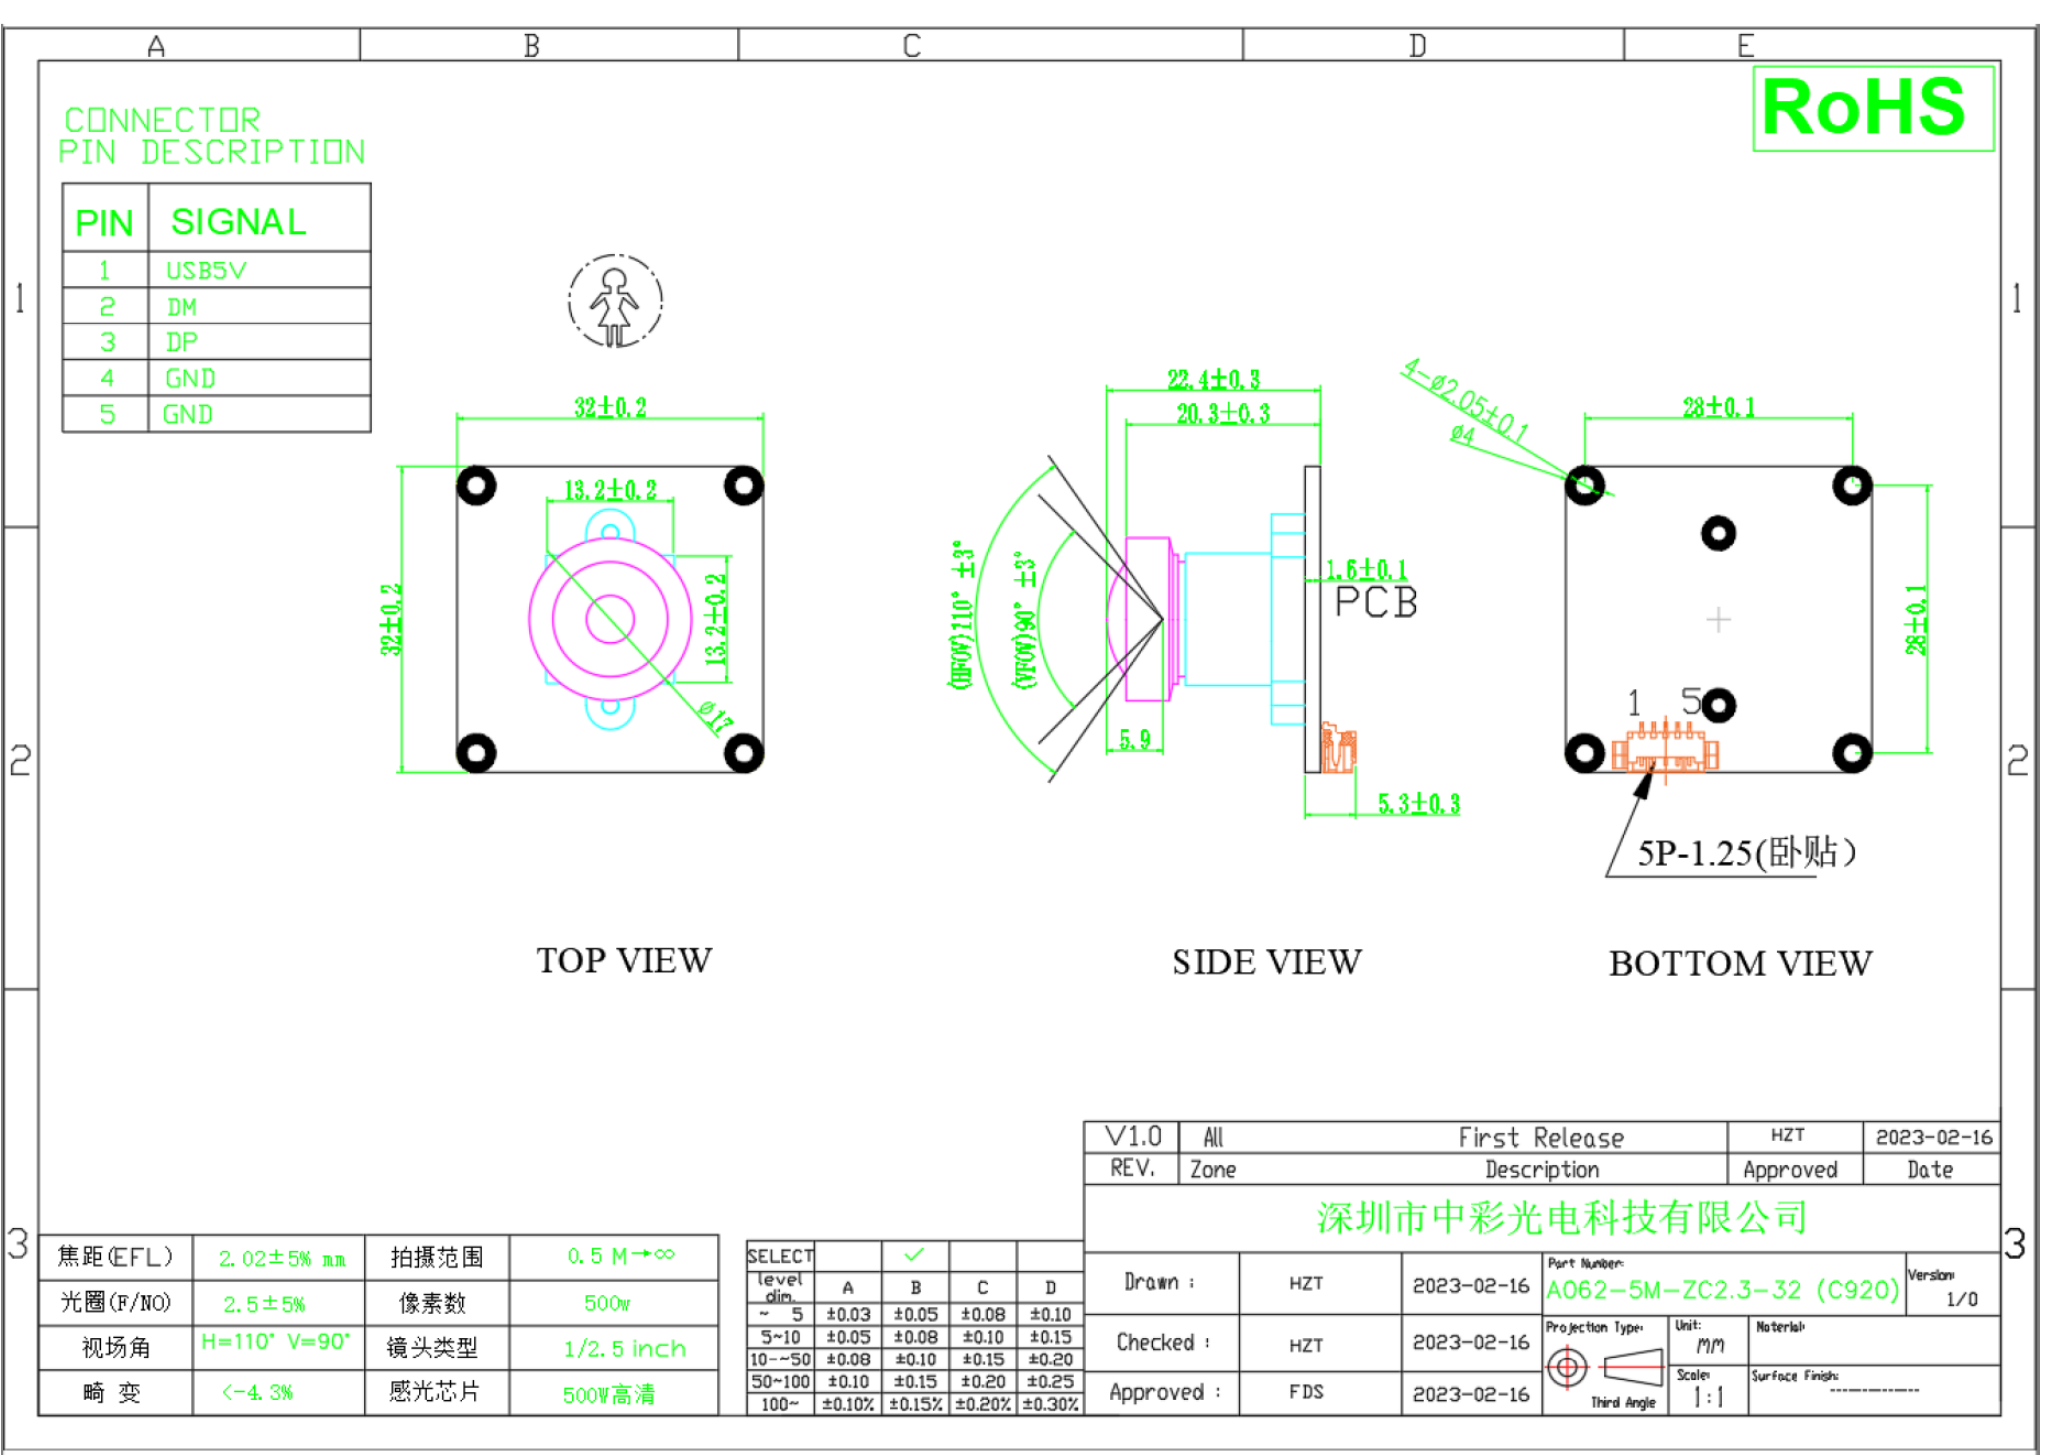 A B C D E
RoHS
CONNECTOR
PIN DESCRIPTION
PIN SIGNAL
1 USB5V
2 DM
3 DP
4 GND
5 GND
1 1
2 2
3 3
32±0.2
32±0.2
13.2±0.2
13.2±0.2
ø17
TOP VIEW
22.4±0.3
20.3±0.3
(HFOV)110° ±3°
(VFOV)90° ±3°
1.6±0.1
PCB
5.9
5.3±0.3
SIDE VIEW
4-ø2.05±0.1
ø4
28±0.1
28±0.1
1 5
5P-1.25(卧贴）
BOTTOM VIEW
焦距(EFL) 2.02±5% mm 拍摄范围 0.5 M→∞
光圈(F/NO) 2.5±5% 像素数 500w
视场角 H=110° V=90° 镜头类型 1/2.5 inch
畸 变 <-4.3% 感光芯片 500W高清
SELECT ✓
level
dim. A B C D
~ 5 ±0.03 ±0.05 ±0.08 ±0.10
5~10 ±0.05 ±0.08 ±0.10 ±0.15
10-~50 ±0.08 ±0.10 ±0.15 ±0.20
50~100 ±0.10 ±0.15 ±0.20 ±0.25
100~ ±0.10% ±0.15% ±0.20% ±0.30%
V1.0 All First Release HZT 2023-02-16
REV. Zone Description Approved Date
深圳市中彩光电科技有限公司
Drawn : HZT 2023-02-16
Checked : HZT 2023-02-16
Approved : FDS 2023-02-16
Part Number:
A062-5M-ZC2.3-32 (C920)
Version:
1/0
Projection Type:
Third Angle
Unit:
mm
Scale:
1:1
Material:
Surface Finish:
--------------